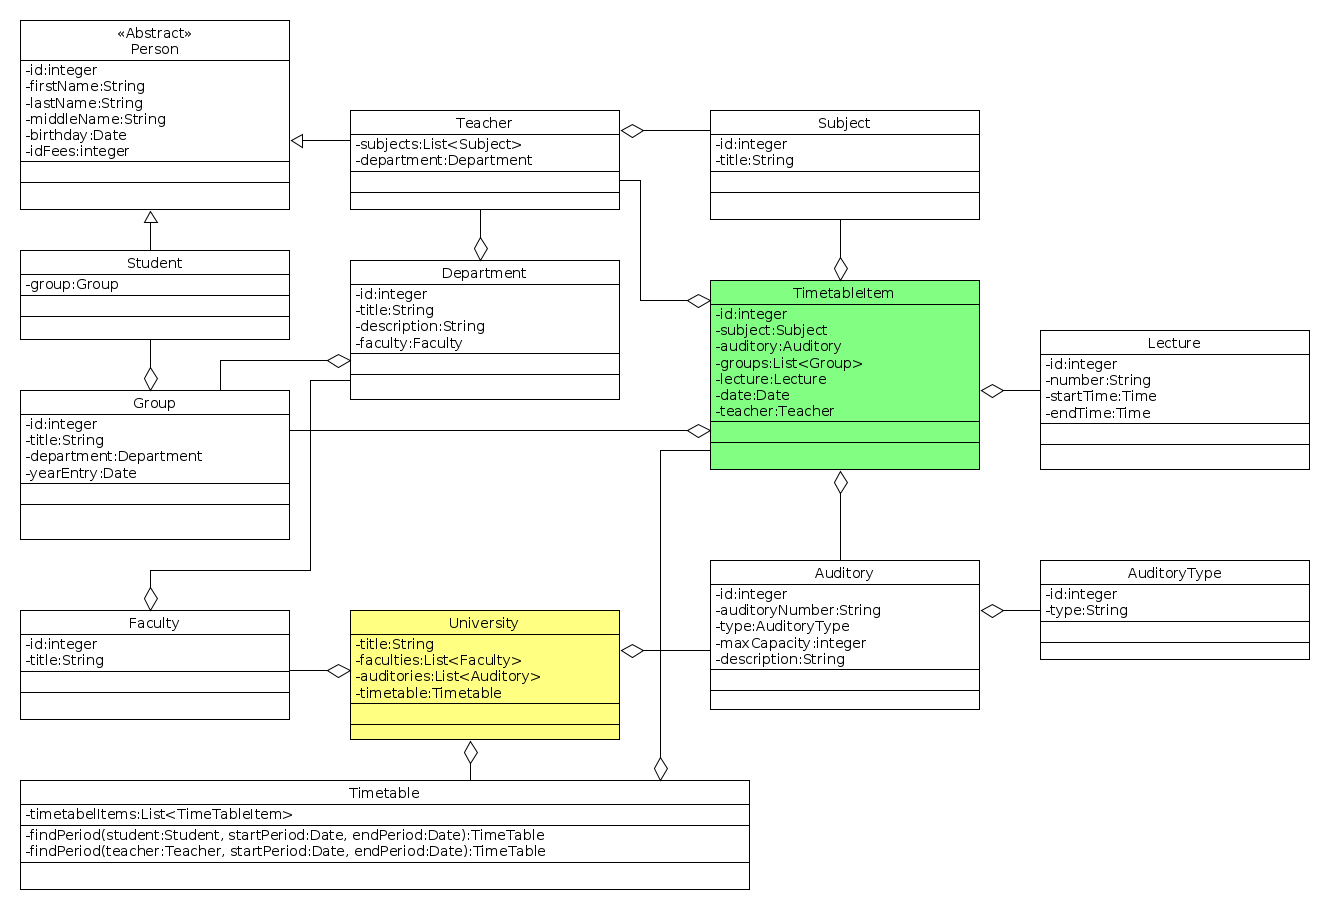 «Abstract»
Person
-id:integer
-firstName:String
-lastName:String
-middleName:String
-birthday:Date
-idFees:integer
Teacher
-subjects:List<Subject>
-department:Department
Subject
-id:integer
-title:String
Student
-group:Group
Department
-id:integer
-title:String
-description:String
-faculty:Faculty
TimetableItem
-id:integer
-subject:Subject
-auditory:Auditory
-groups:List<Group>
-lecture:Lecture
-date:Date
-teacher:Teacher
Lecture
-id:integer
-number:String
-startTime:Time
-endTime:Time
Group
-id:integer
-title:String
-department:Department
-yearEntry:Date
Auditory
-id:integer
-auditoryNumber:String
-type:AuditoryType
-maxCapacity:integer
-description:String
AuditoryType
-id:integer
-type:String
Faculty
-id:integer
-title:String
University
-title:String
-faculties:List<Faculty>
-auditories:List<Auditory>
-timetable:Timetable
Timetable
-timetabelItems:List<TimeTableItem>
-findPeriod(student:Student, startPeriod:Date, endPeriod:Date):TimeTable
-findPeriod(teacher:Teacher, startPeriod:Date, endPeriod:Date):TimeTable